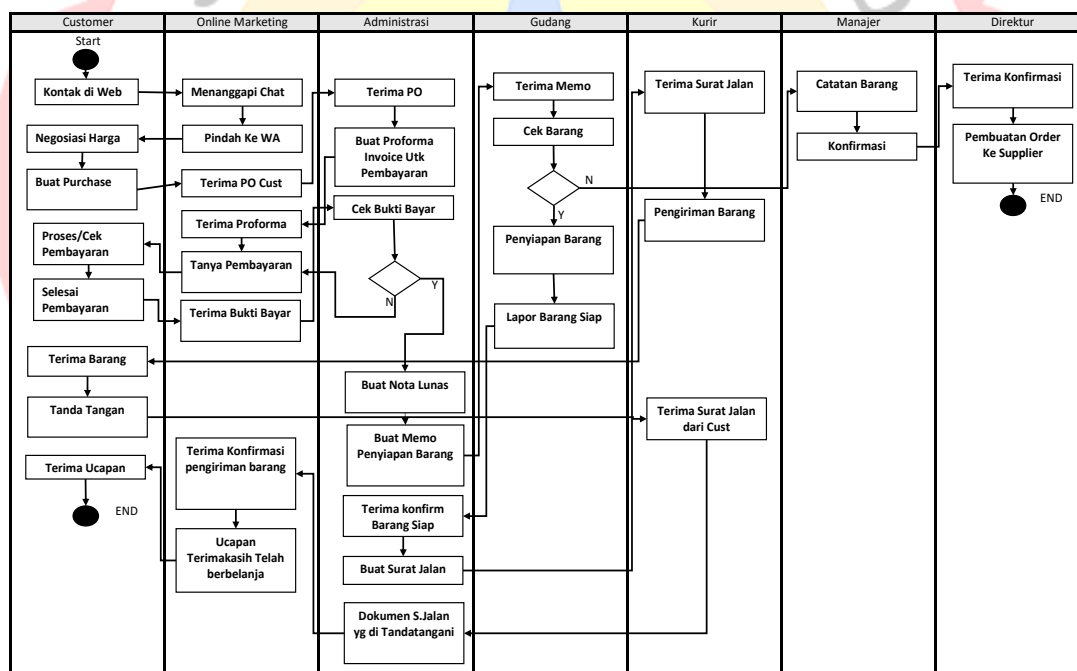 Customer
Online Marketing
Administrasi
Gudang
Kurir
Manajer
Direktur
Start
Kontak di Web
Negosiasi Harga
Buat Purchase
Proses/Cek
Pembayaran
Selesai
Pembayaran
Terima Barang
Tanda Tangan
Terima Ucapan
END
Menanggapi Chat
Pindah Ke WA
Terima PO Cust
Terima Proforma
Tanya Pembayaran
Terima Bukti Bayar
Terima Konfirmasi
pengiriman barang
Ucapan
Terimakasih Telah
berbelanja
Terima PO
Buat Proforma
Invoice Utk
Pembayaran
Cek Bukti Bayar
Y
N
Buat Nota Lunas
Buat Memo
Penyiapan Barang
Terima konfirm
Barang Siap
Buat Surat Jalan
Dokumen S.Jalan
yg di Tandatangani
Terima Memo
Cek Barang
N
Y
Penyiapan Barang
Lapor Barang Siap
Terima Surat Jalan
Pengiriman Barang
Terima Surat Jalan
dari Cust
Catatan Barang
Konfirmasi
Terima Konfirmasi
Pembuatan Order
Ke Supplier
END